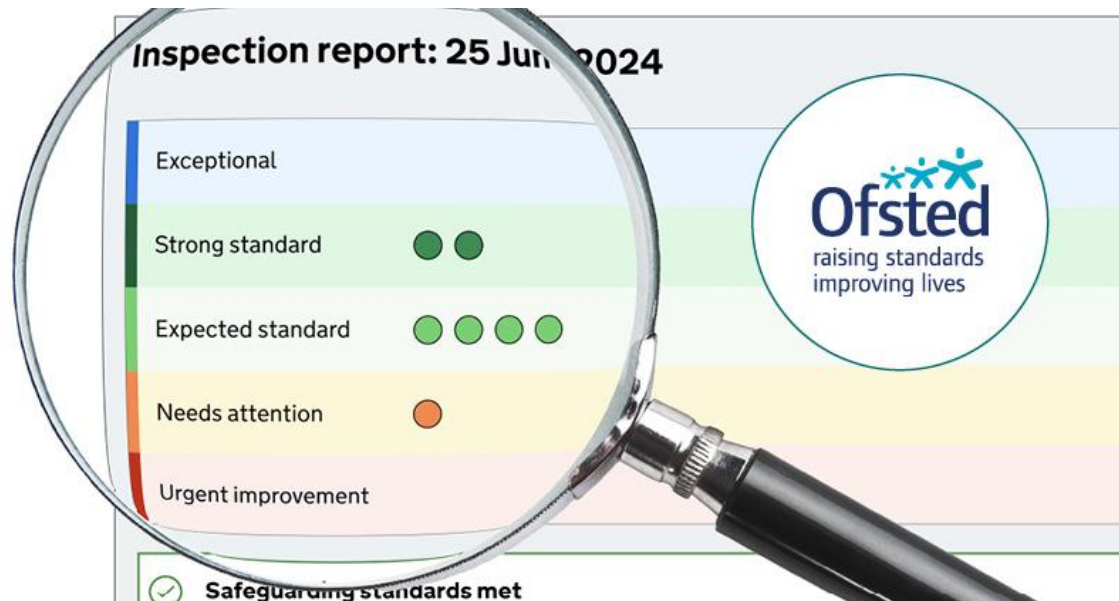 Inspection report: 25 Jun 2024
Exceptional
Strong standard
Expected standard
Needs attention
Urgent improvement
Safeguarding standards met
Ofsted
raising standards
improving lives